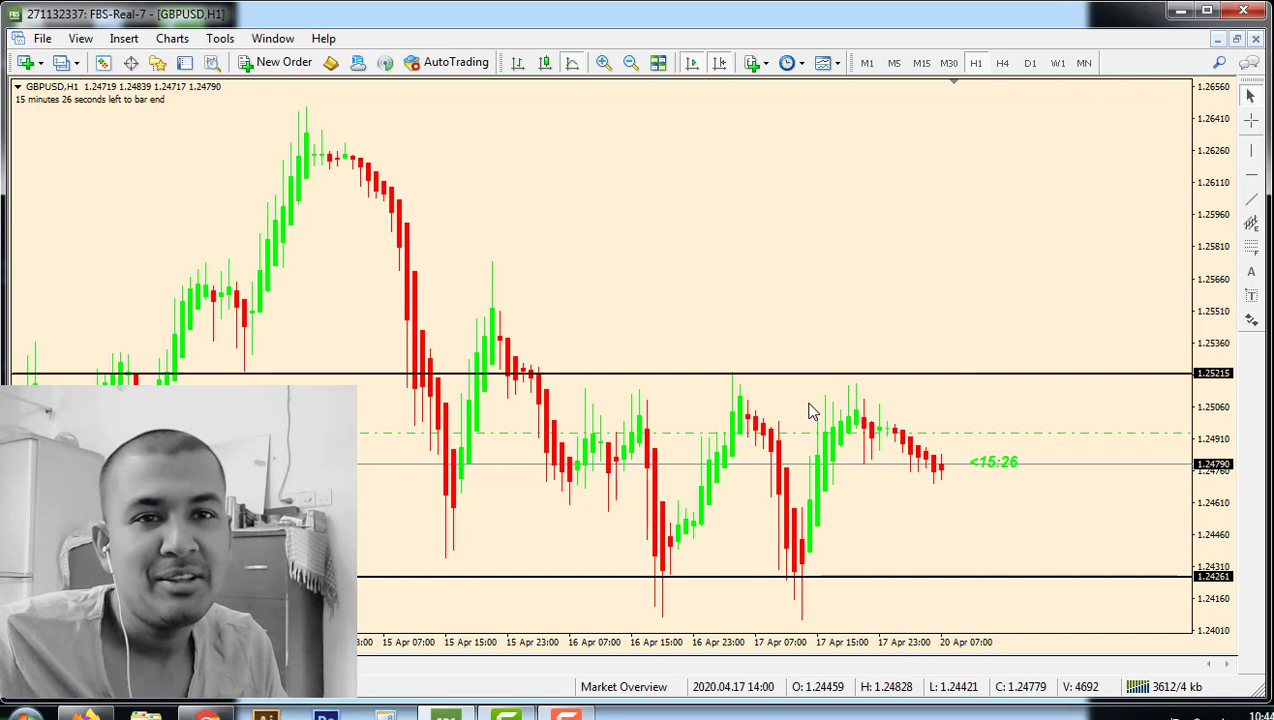 FBS 271132337: FBS-Real-7 - [GBPUSD,H1]
File View Insert Charts Tools Window Help
New Order AutoTrading M1 M5 M15 M30 H1 H4 D1 W1 MN
GBPUSD,H1 1.24719 1.24839 1.24717 1.24790
15 minutes 26 seconds left to bar end
1.26560
1.26410
1.26260
1.26110
1.25960
1.25810
1.25660
1.25510
1.25360
1.25215
1.25060
1.24910
<15:26 1.24790
1.24760
1.24610
1.24460
1.24310
1.24261
1.24160
1.24010
15 Apr 07:00 15 Apr 15:00 15 Apr 23:00 16 Apr 07:00 16 Apr 15:00 16 Apr 23:00 17 Apr 07:00 17 Apr 15:00 17 Apr 23:00 20 Apr 07:00
Market Overview 2020.04.17 14:00 O: 1.24459 H: 1.24828 L: 1.24421 C: 1.24779 V: 4692 3612/4 kb